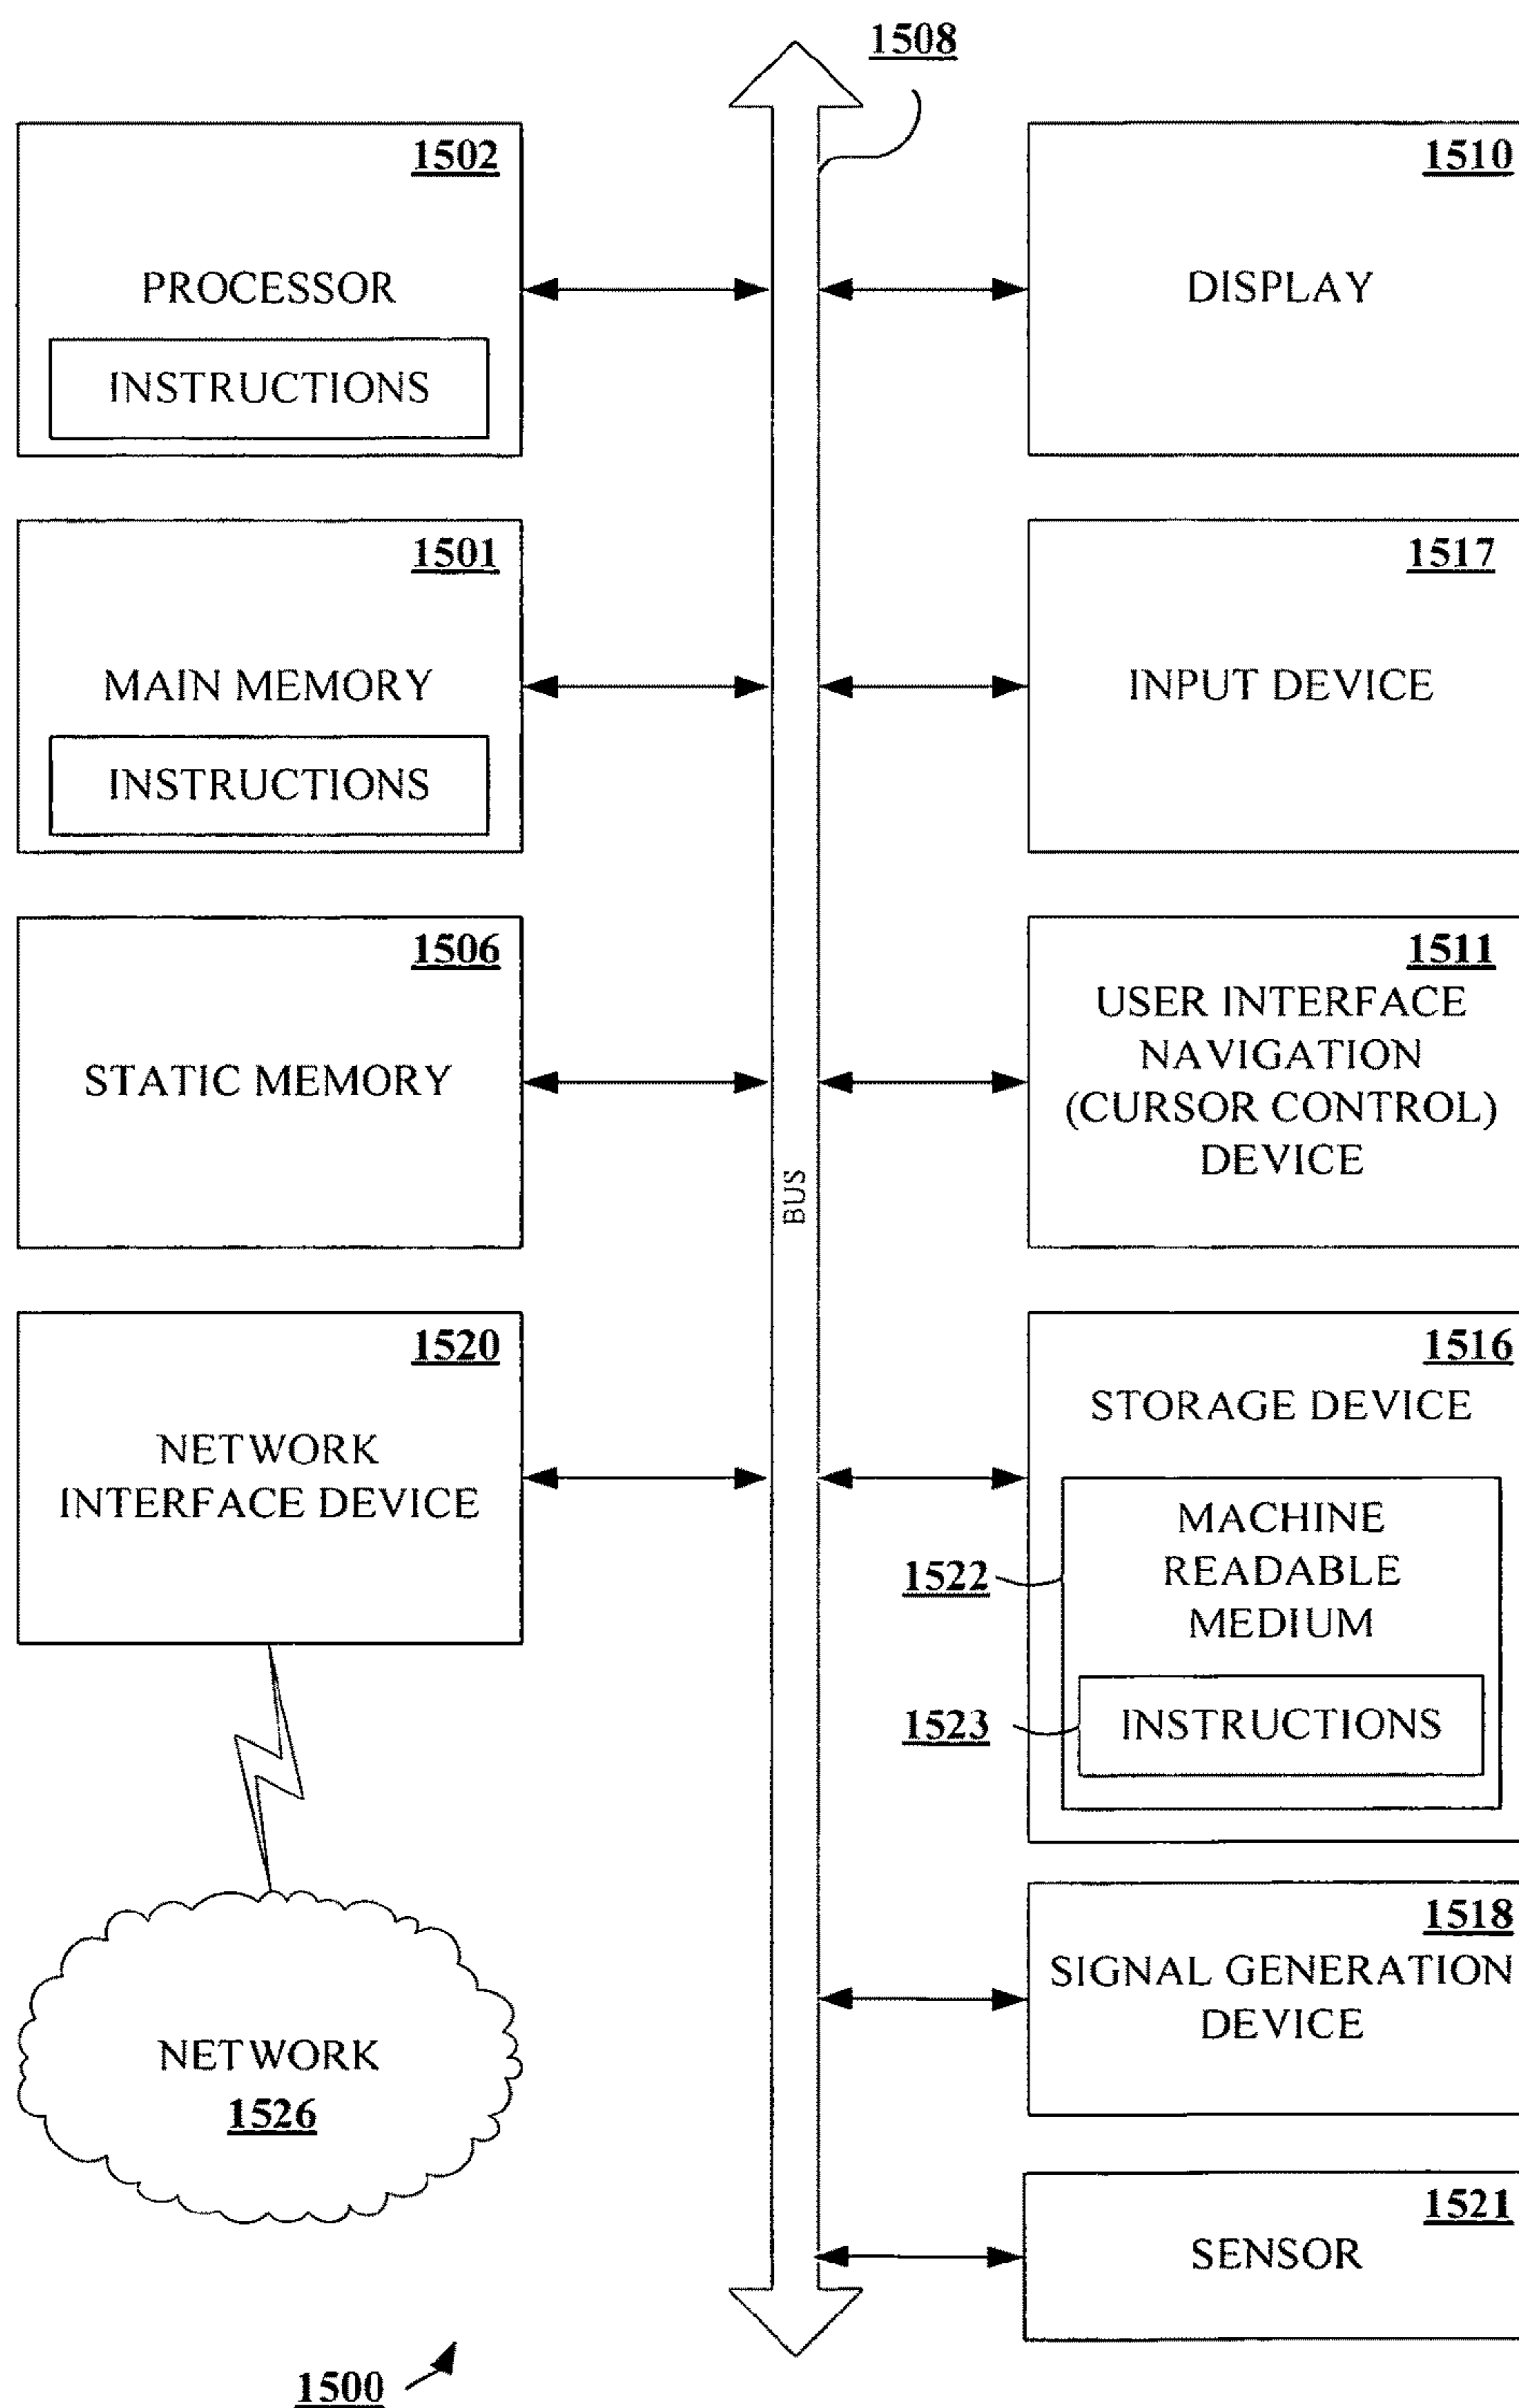 1508
1502
PROCESSOR
INSTRUCTIONS
1510
DISPLAY
1501
MAIN MEMORY
INSTRUCTIONS
1517
INPUT DEVICE
1506
STATIC MEMORY
1511
USER INTERFACE
NAVIGATION
(CURSOR CONTROL)
DEVICE
BUS
1520
NETWORK
INTERFACE DEVICE
1516
STORAGE DEVICE
MACHINE
READABLE
MEDIUM
1522
1523
INSTRUCTIONS
1518
SIGNAL GENERATION
DEVICE
NETWORK
1526
1521
SENSOR
1500